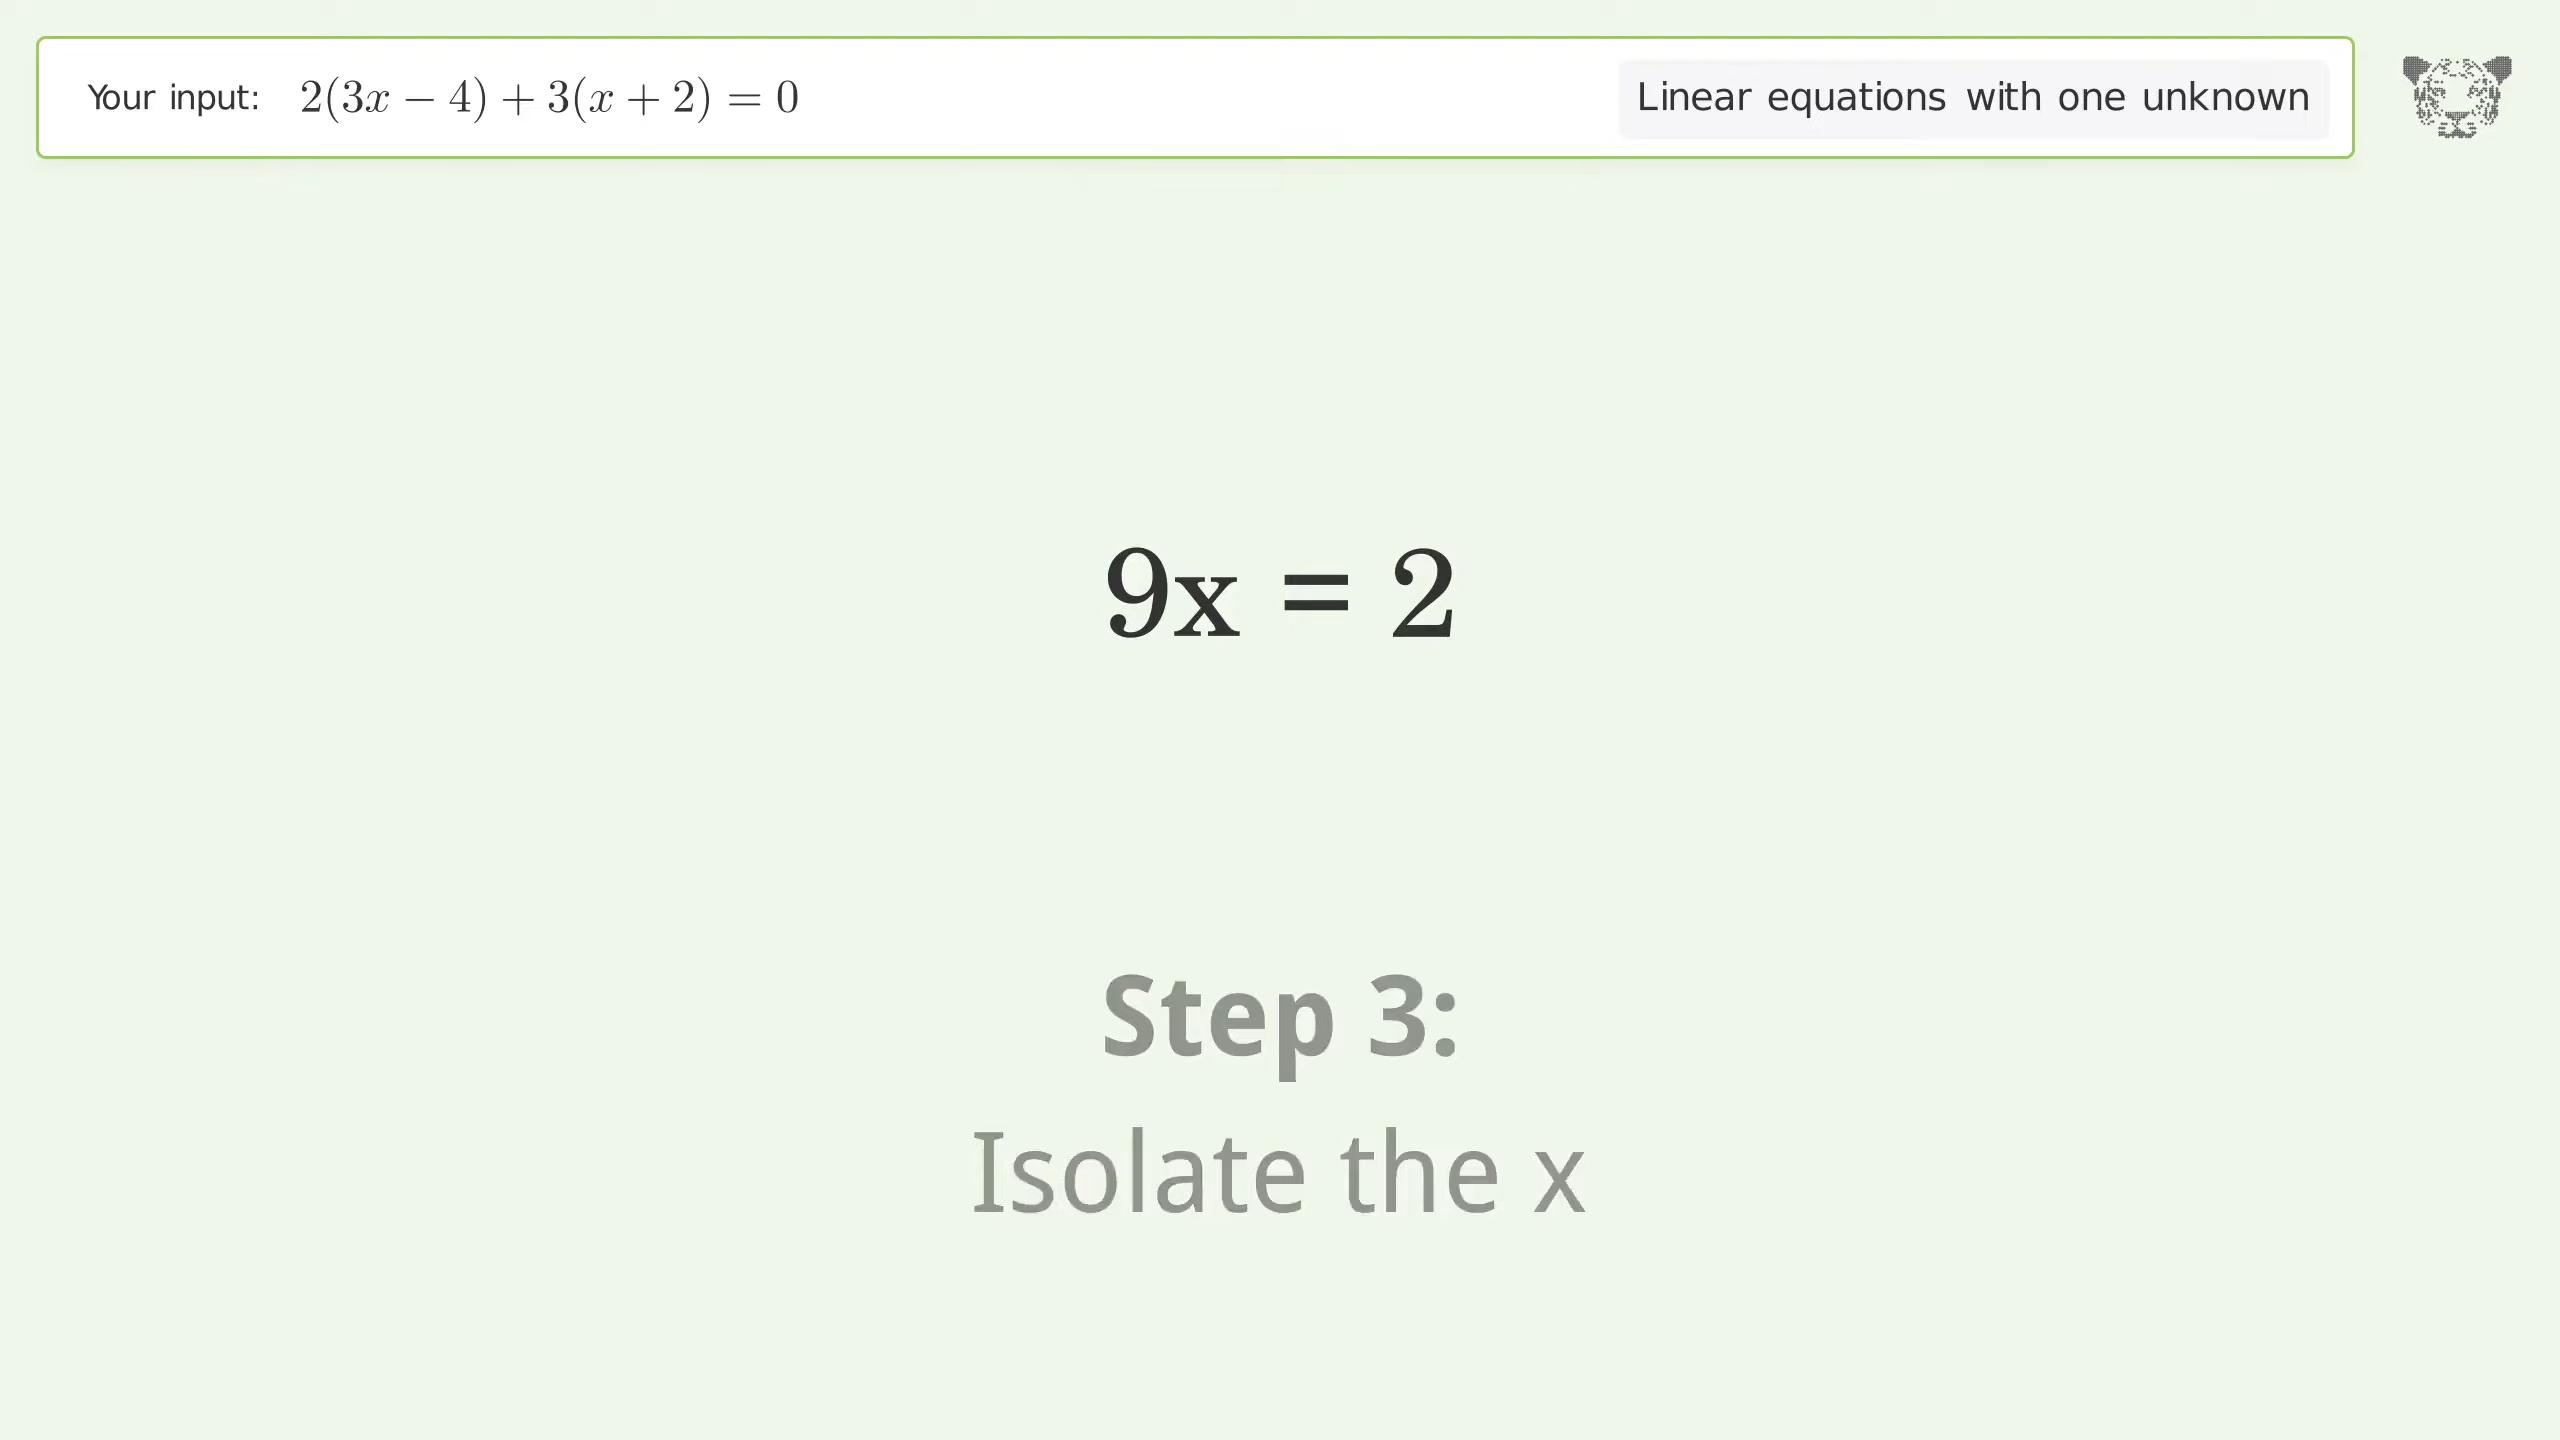 Your input: 2(3x − 4) + 3(x + 2) = 0 Linear equations with one unknown
9x = 2
Step 3:
Isolate the x